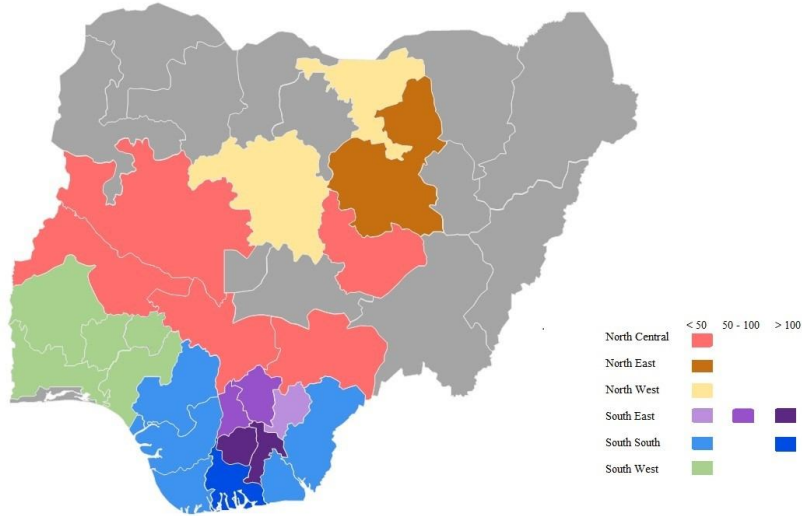 < 50 50 - 100 > 100
North Central
North East
North West
South East
South South
South West